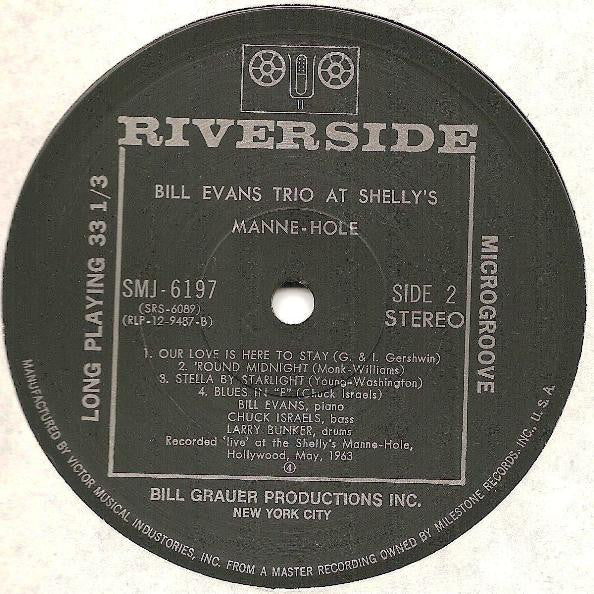 RIVERSIDE
BILL EVANS TRIO AT SHELLY'S
MANNE-HOLE
LONG PLAYING 33 1/3
MICROGROOVE
SMJ-6197
(SRS-6089)
(RLP-12-9487-B)
SIDE 2
STEREO
1. OUR LOVE IS HERE TO STAY (G. & I. Gershwin)
2. 'ROUND MIDNIGHT (Monk-Williams)
3. STELLA BY STARLIGHT (Young-Washington)
4. BLUES IN "F" (Chuck Israels)
BILL EVANS, piano
CHUCK ISRAELS, bass
LARRY BUNKER, drums
Recorded 'live' at the Shelly's Manne-Hole,
Hollywood, May, 1963
4
BILL GRAUER PRODUCTIONS INC.
NEW YORK CITY
MANUFACTURED BY VICTOR MUSICAL INDUSTORIES, INC. FROM A MASTER RECORDING OWNED BY MILESTONE RECORDS, INC., U.S.A.